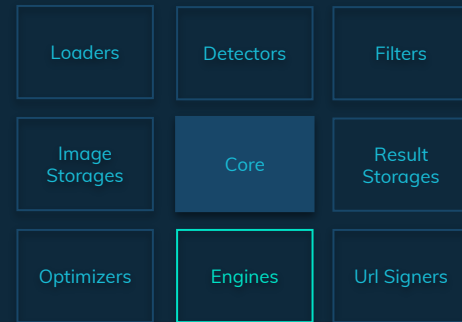 Loaders
Detectors
Filters
Image
Storages
Core
Result
Storages
Optimizers
Engines
Url Signers